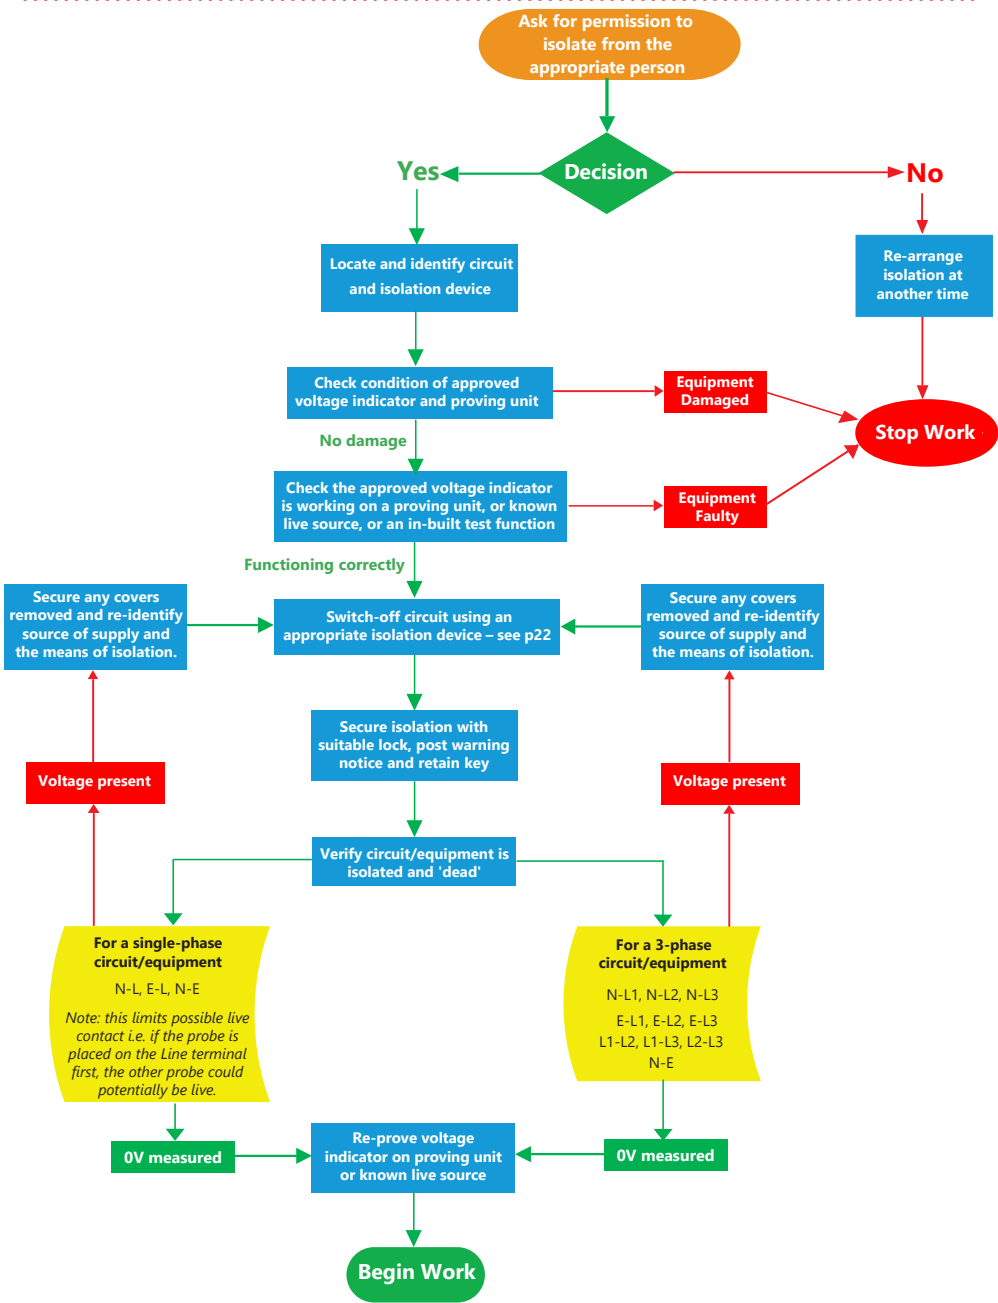 Ask for permission to
isolate from the
appropriate person
Decision
Yes
No
Locate and identify circuit
and isolation device
Re-arrange
isolation at
another time
Check condition of approved
voltage indicator and proving unit
Equipment
Damaged
Stop Work
No damage
Check the approved voltage indicator
is working on a proving unit, or known
live source, or an in-built test function
Equipment
Faulty
Functioning correctly
Secure any covers
removed and re-identify
source of supply and
the means of isolation.
Switch-off circuit using an
appropriate isolation device – see p22
Secure any covers
removed and re-identify
source of supply and
the means of isolation.
Secure isolation with
suitable lock, post warning
notice and retain key
Voltage present
Voltage present
Verify circuit/equipment is
isolated and 'dead'
For a single-phase
circuit/equipment
N-L, E-L, N-E
Note: this limits possible live
contact i.e. if the probe is
placed on the Line terminal
first, the other probe could
potentially be live.
For a 3-phase
circuit/equipment
N-L1, N-L2, N-L3
E-L1, E-L2, E-L3
L1-L2, L1-L3, L2-L3
N-E
0V measured
Re-prove voltage
indicator on proving unit
or known live source
0V measured
Begin Work